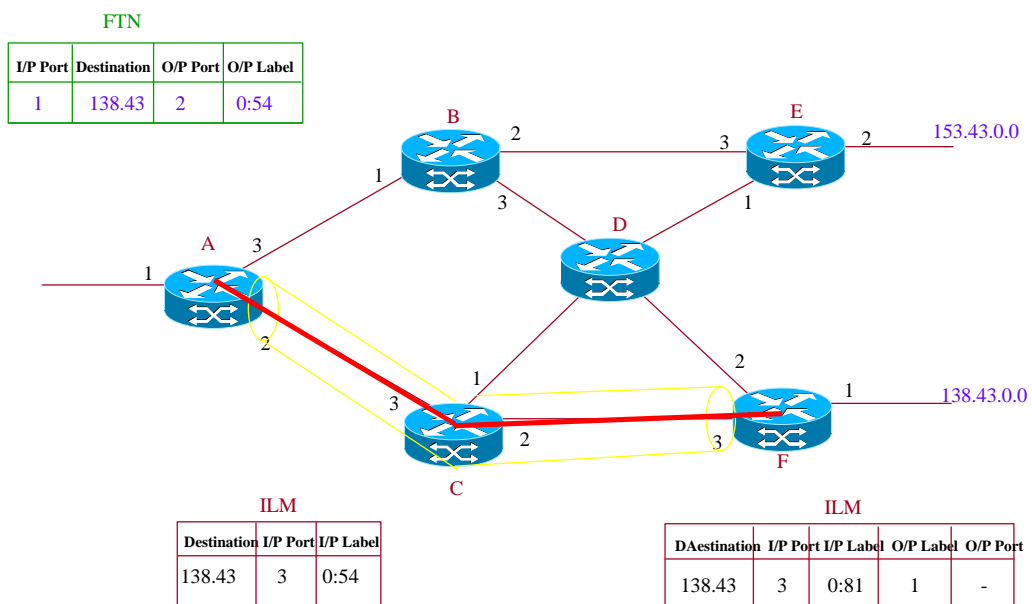 FTN
I/P Port Destination O/P Port O/P Label
1 138.43 2 0:54
B
2
E
3
2
153.43.0.0
1
3
1
D
A
3
1
2
1
2
3
2
3
1
138.43.0.0
F
C
ILM
Destination I/P Port I/P Label
138.43 3 0:54
ILM
DAestination I/P Port I/P Label O/P Label O/P Port
138.43 3 0:81 1 -